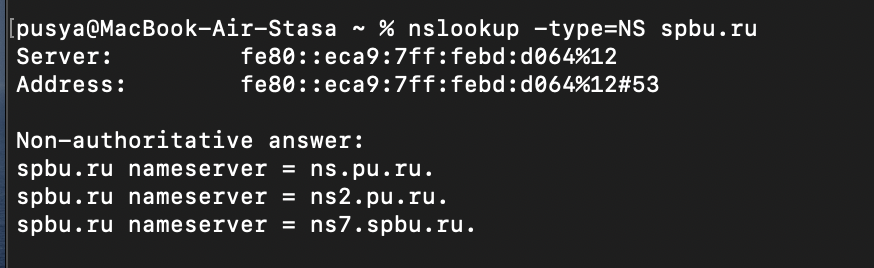 [pusya@MacBook-Air-Stasa ~ % nslookup -type=NS spbu.ru
Server: fe80::eca9:7ff:febd:d064%12
Address: fe80::eca9:7ff:febd:d064%12#53
Non-authoritative answer:
spbu.ru nameserver = ns.pu.ru.
spbu.ru nameserver = ns2.pu.ru.
spbu.ru nameserver = ns7.spbu.ru.